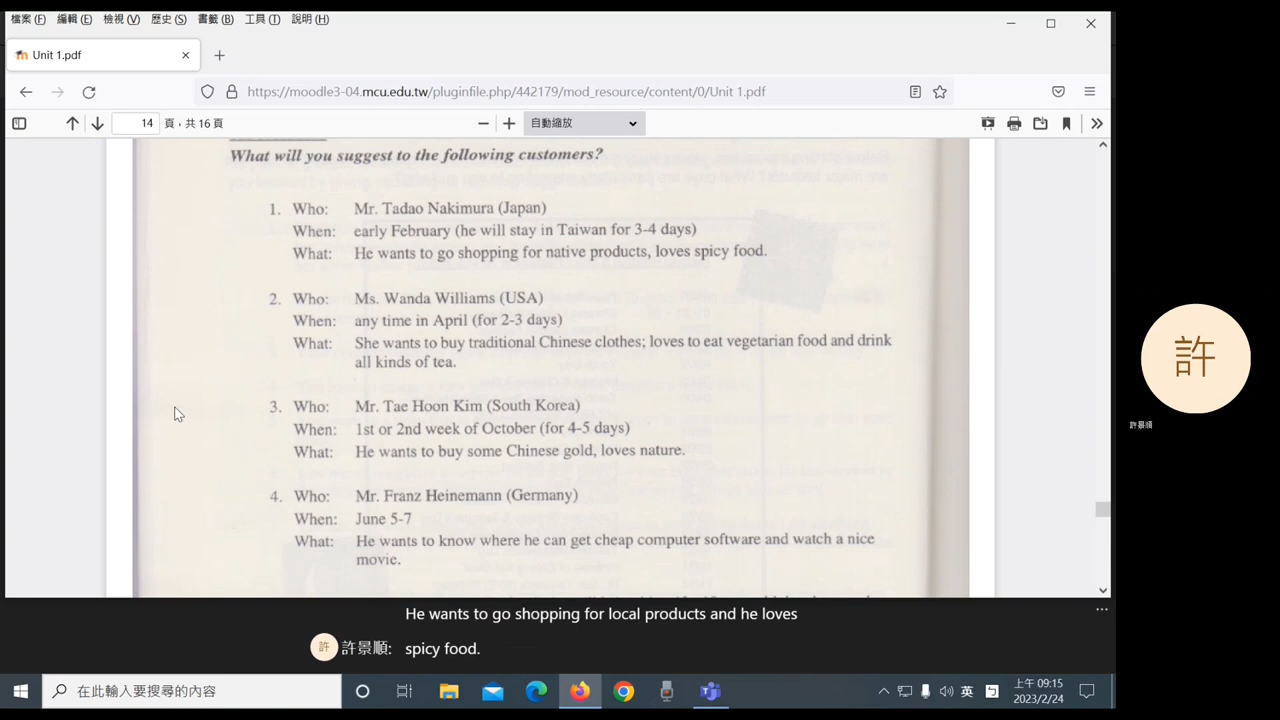 檔案 (F) 編輯 (E) 檢視 (V) 歷史 (S) 書籤 (B) 工具 (T) 說明 (H)
Unit 1.pdf
https://moodle3-04.mcu.edu.tw/pluginfile.php/442179/mod_resource/content/0/Unit 1.pdf
14 頁，共 16 頁 自動縮放
What will you suggest to the following customers?
1. Who: Mr. Tadao Nakimura (Japan)
When: early February (he will stay in Taiwan for 3-4 days)
What: He wants to go shopping for native products, loves spicy food.
2. Who: Ms. Wanda Williams (USA)
When: any time in April (for 2-3 days)
What: She wants to buy traditional Chinese clothes; loves to eat vegetarian food and drink
all kinds of tea.
3. Who: Mr. Tae Hoon Kim (South Korea)
When: 1st or 2nd week of October (for 4-5 days)
What: He wants to buy some Chinese gold, loves nature.
4. Who: Mr. Franz Heinemann (Germany)
When: June 5-7
What: He wants to know where he can get cheap computer software and watch a nice
movie.
許
許景順
He wants to go shopping for local products and he loves
許 許景順: spicy food.
在此輸入要搜尋的內容
英
上午 09:15
2023/2/24